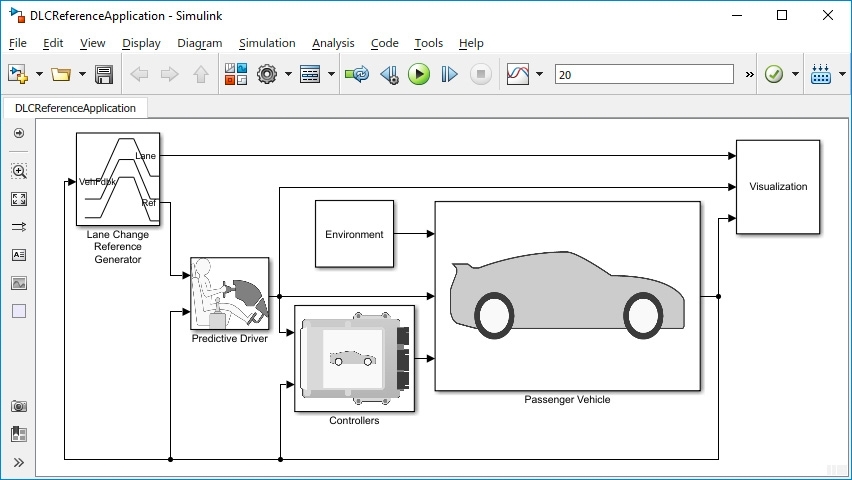 DLCReferenceApplication - Simulink
File Edit View Display Diagram Simulation Analysis Code Tools Help
20
DLCReferenceApplication
Lane
VehFdbk
Ref
Lane Change
Reference
Generator
Environment
Visualization
Predictive Driver
Controllers
Passenger Vehicle